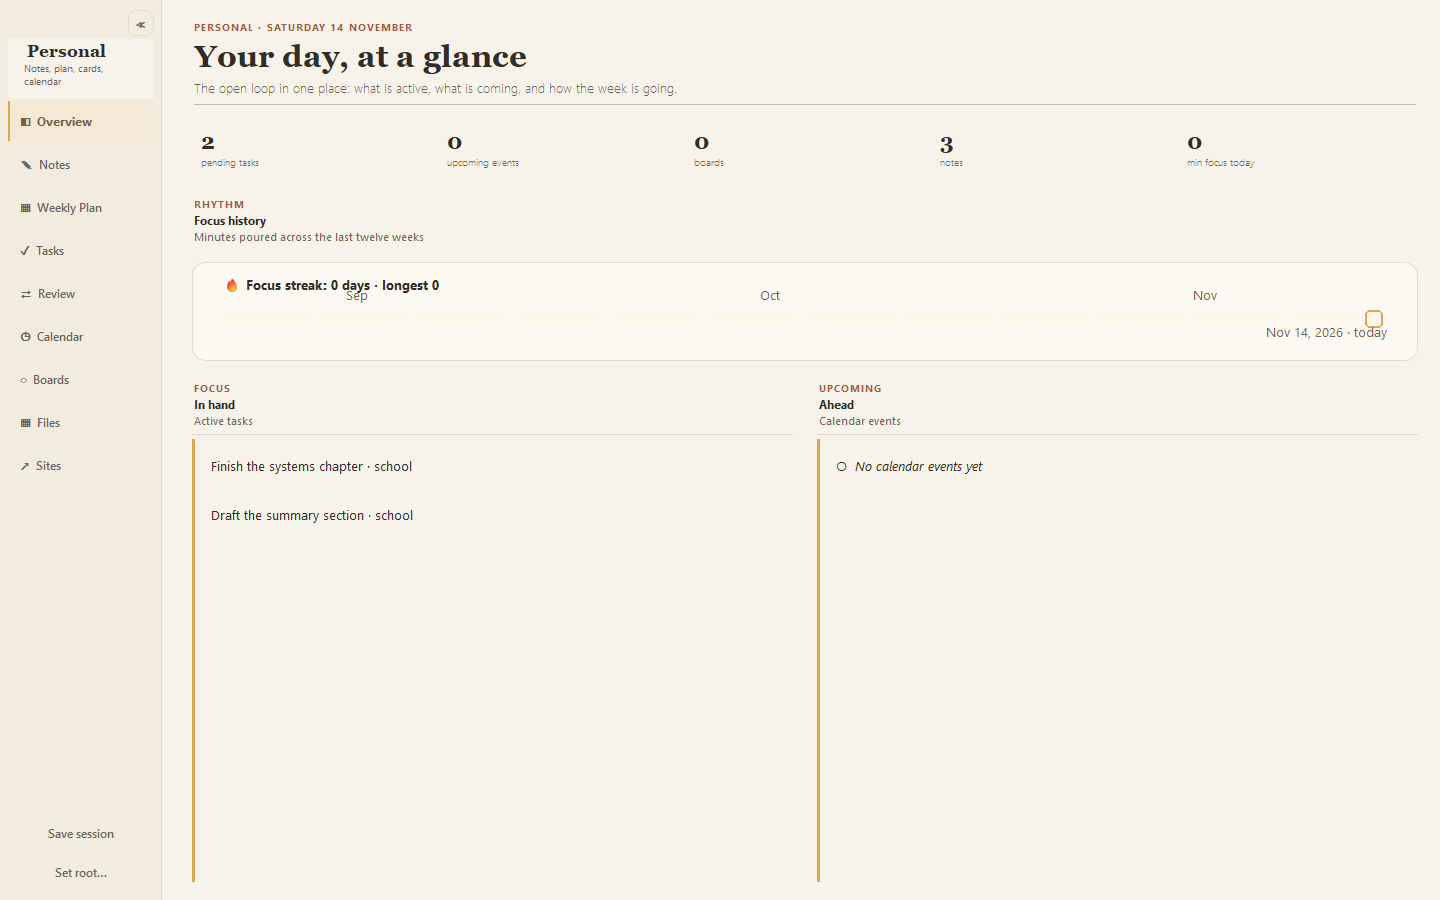 «
Personal
Notes, plan, cards,
calendar
Overview
Notes
Weekly Plan
Tasks
Review
Calendar
Boards
Files
Sites
Save session
Set root...
PERSONAL · SATURDAY 14 NOVEMBER
Your day, at a glance
The open loop in one place: what is active, what is coming, and how the week is going.
2
pending tasks
0
upcoming events
0
boards
3
notes
0
min focus today
RHYTHM
Focus history
Minutes poured across the last twelve weeks
Focus streak: 0 days · longest 0
Sep
Oct
Nov
Nov 14, 2026 · today
FOCUS
In hand
Active tasks
Finish the systems chapter · school
Draft the summary section · school
UPCOMING
Ahead
Calendar events
No calendar events yet